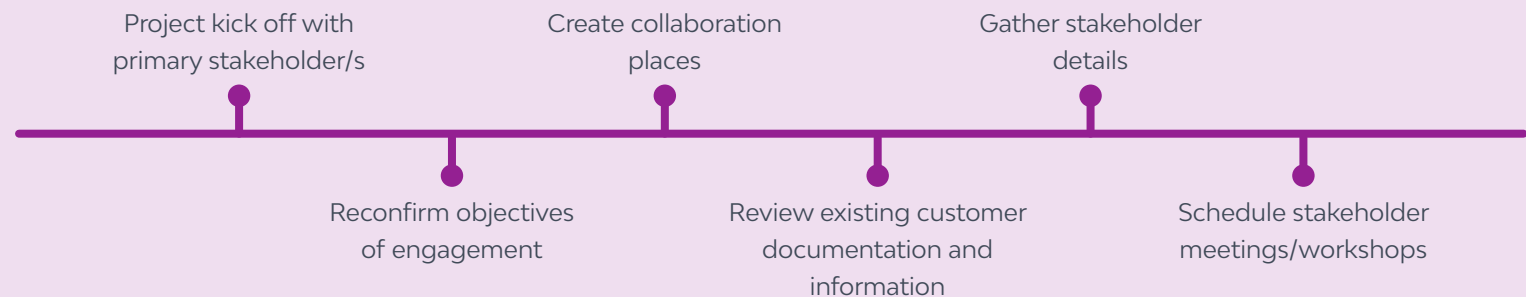 Project kick off with
primary stakeholder/s
Reconfirm objectives
of engagement
Create collaboration
places
Review existing customer
documentation and
information
Gather stakeholder
details
Schedule stakeholder
meetings/workshops